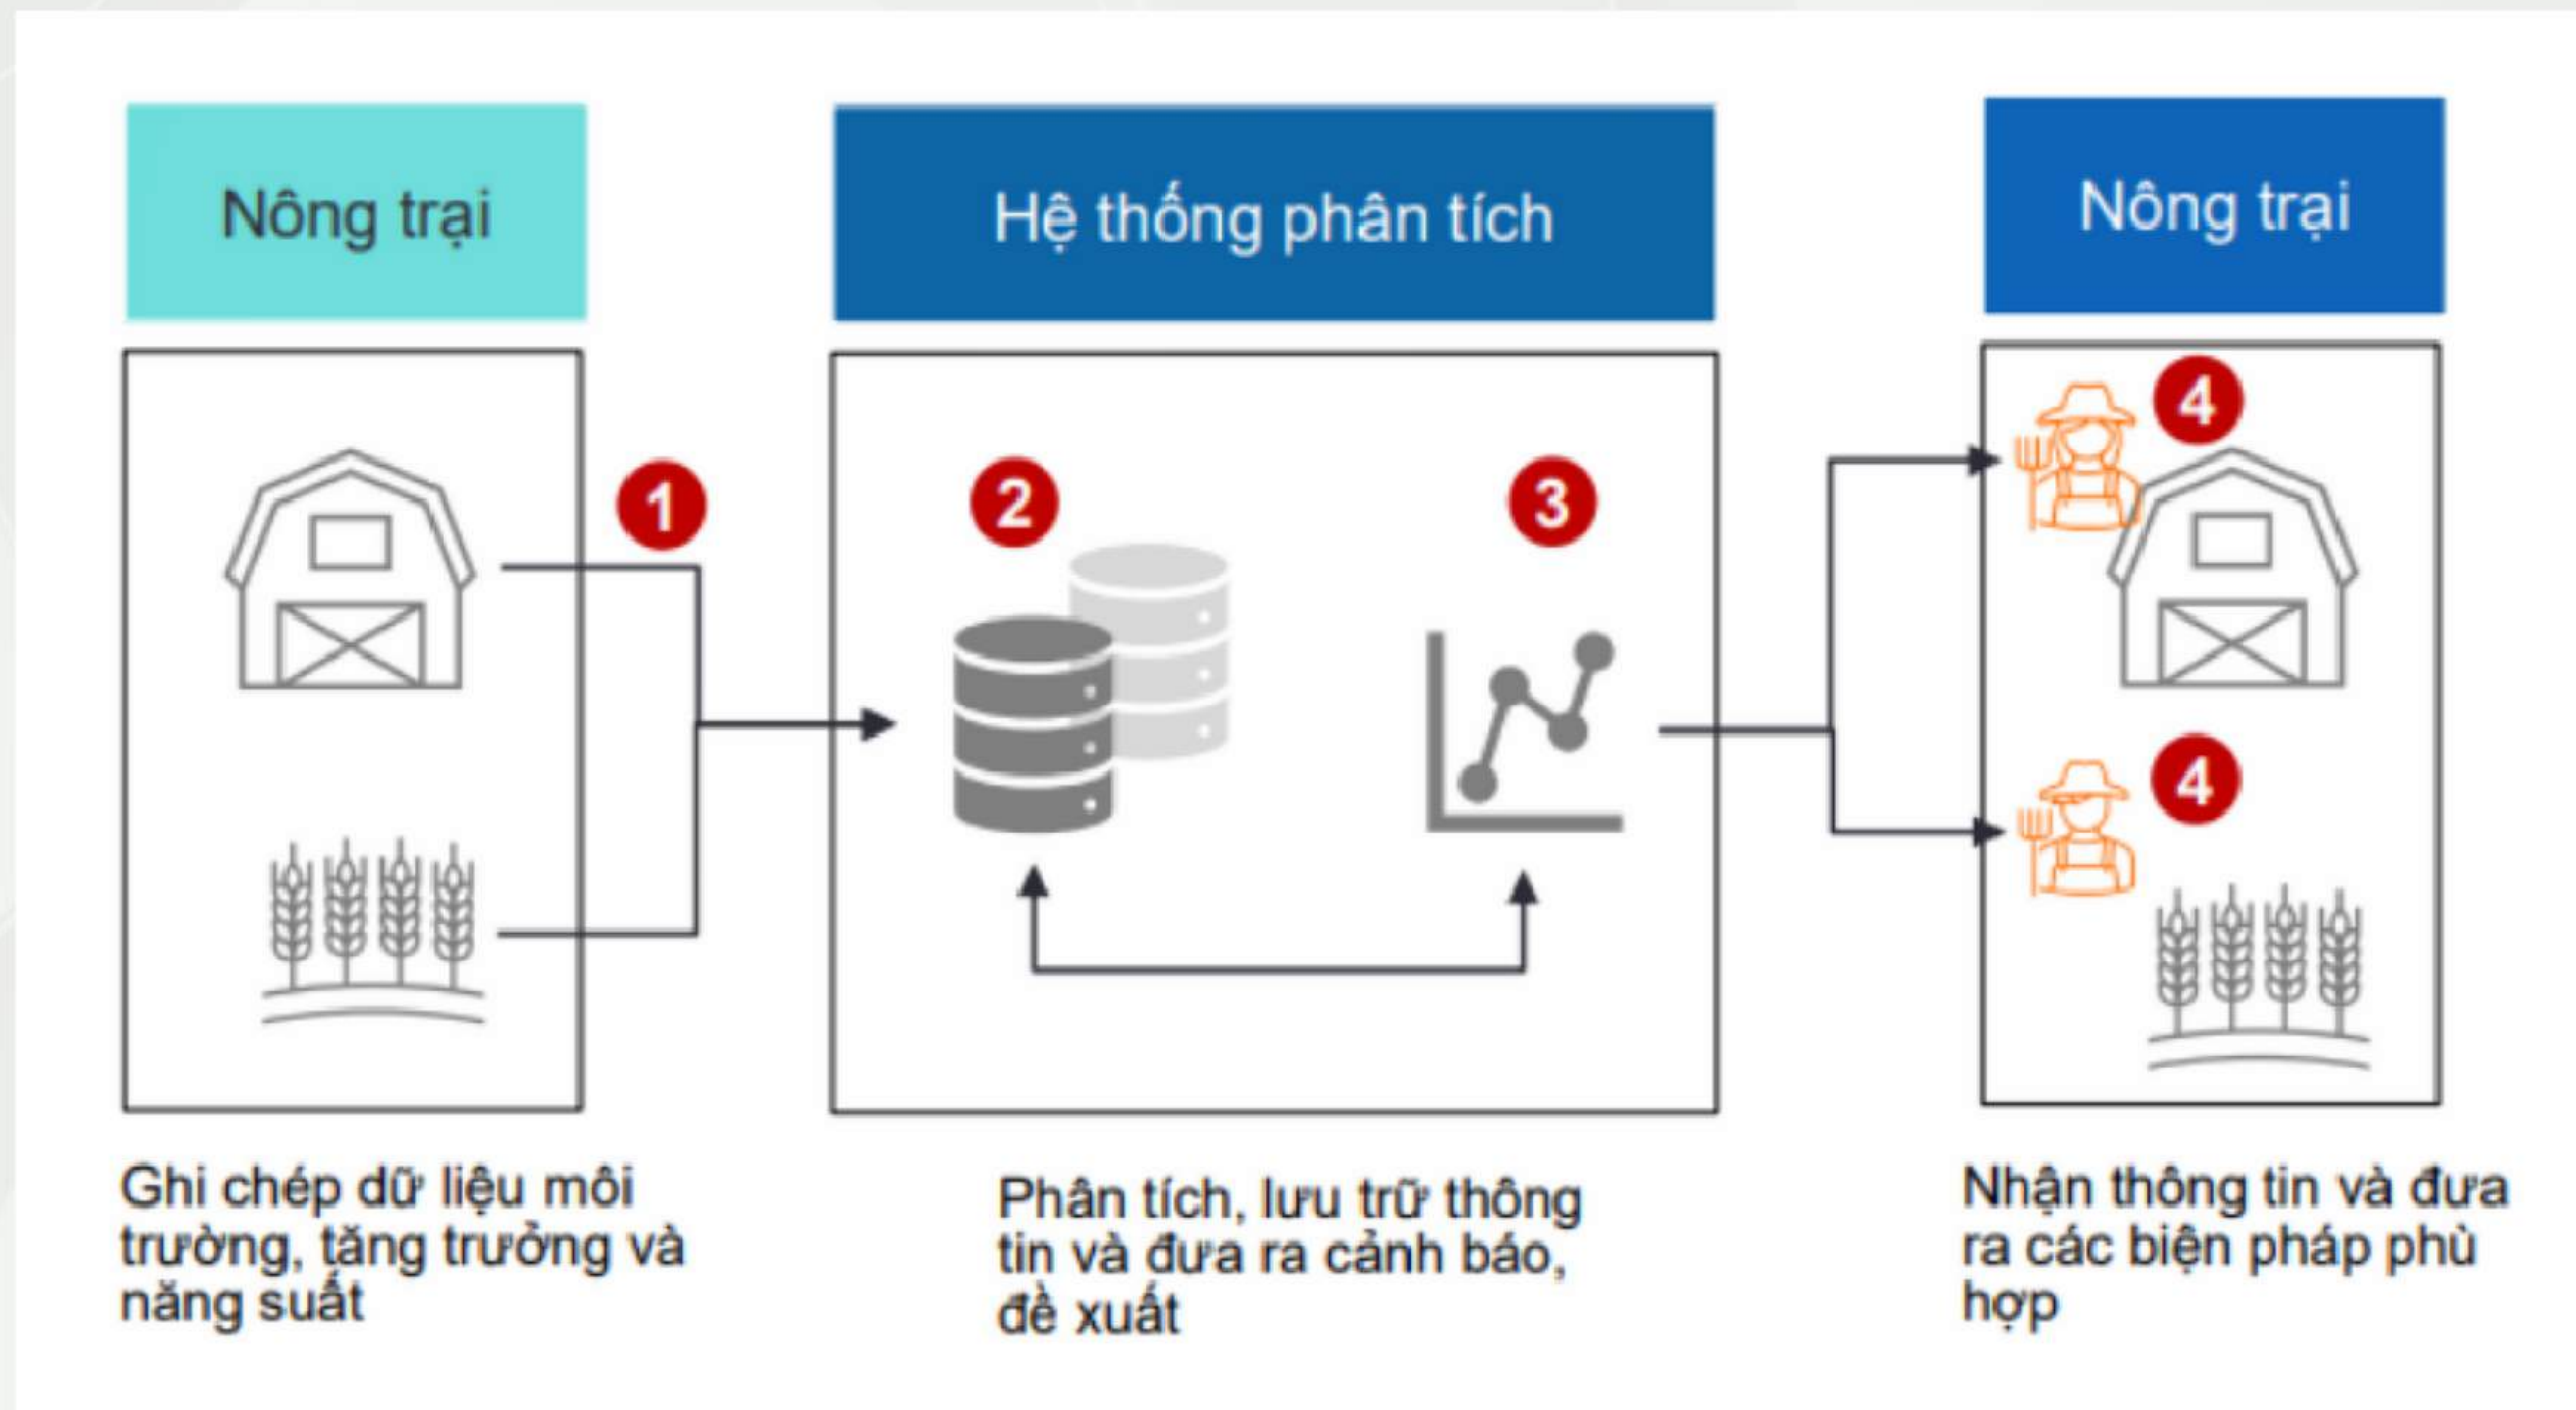 Nông trại
Hệ thống phân tích
Nông trại
1
2
3
4
4
Ghi chép dữ liệu môi
trường, tăng trưởng và
năng suất
Phân tích, lưu trữ thông
tin và đưa ra cảnh báo,
đề xuất
Nhận thông tin và đưa
ra các biện pháp phù
hợp